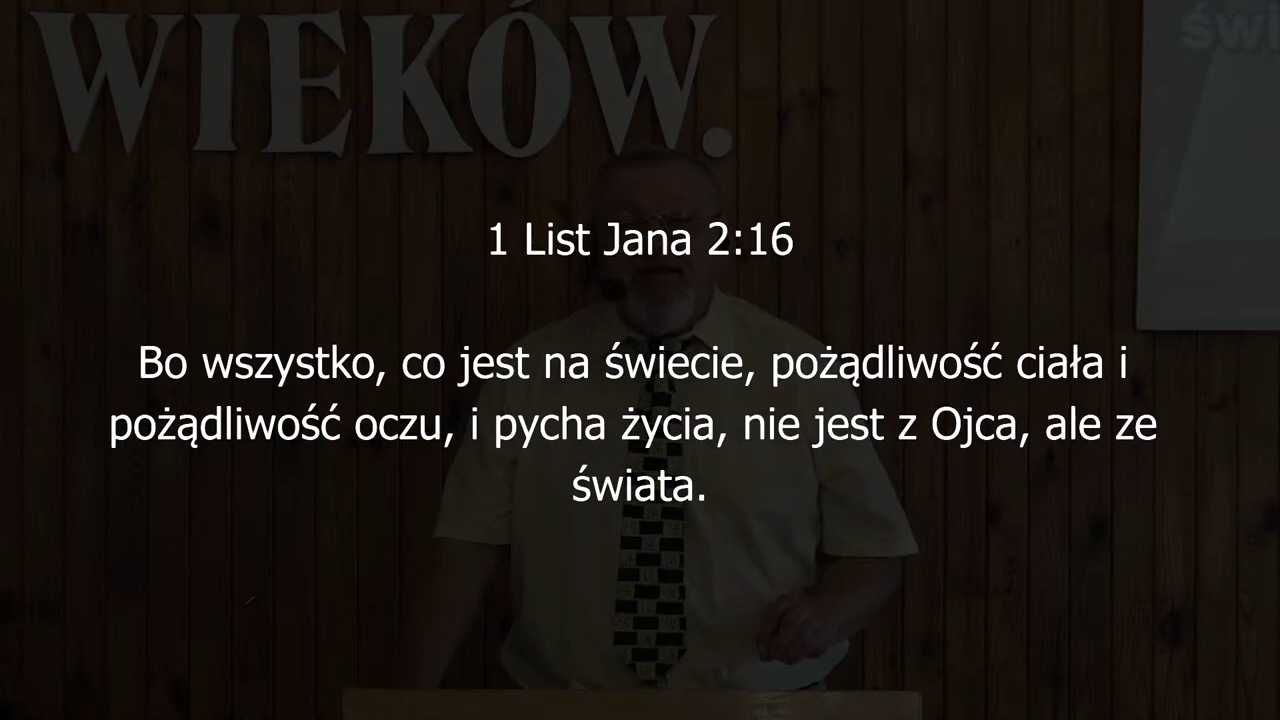 WIEKÓW.
świ
1 List Jana 2:16
Bo wszystko, co jest na świecie, pożądliwość ciała i
pożądliwość oczu, i pycha życia, nie jest z Ojca, ale ze
świata.